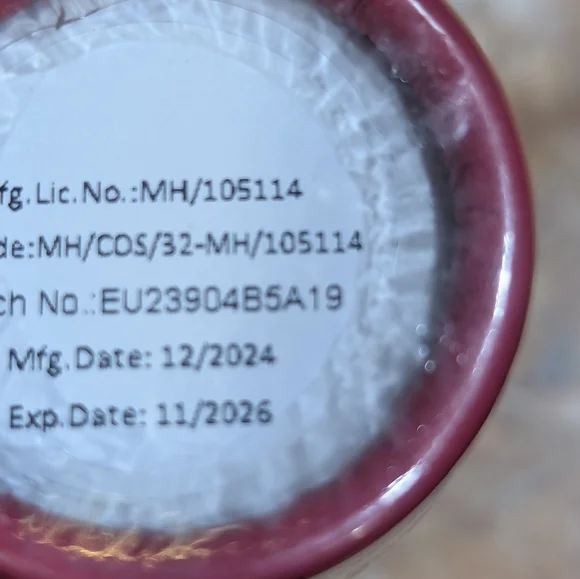 fg.Lic.No.:MH/105114
de:MH/COS/32-MH/105114
ch No.:EU23904B5A19
Mfg.Date: 12/2024
Exp.Date: 11/2026